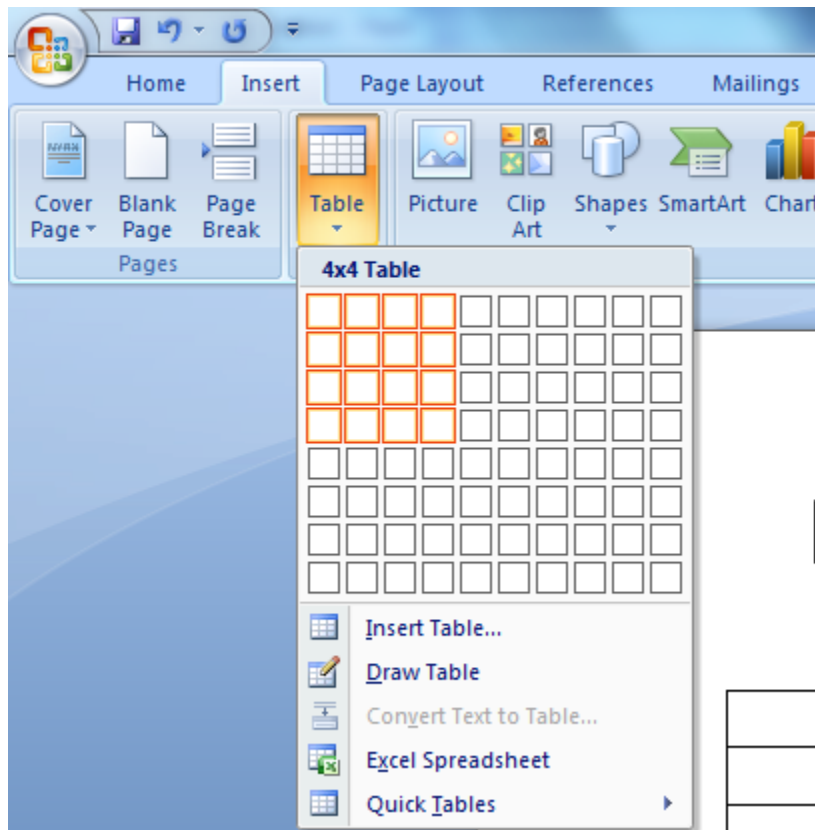 Home Insert Page Layout References Mailings
Cover Page Blank Page Page Break Table Picture Clip Art Shapes SmartArt Chart
Pages
4x4 Table
Insert Table...
Draw Table
Convert Text to Table...
Excel Spreadsheet
Quick Tables